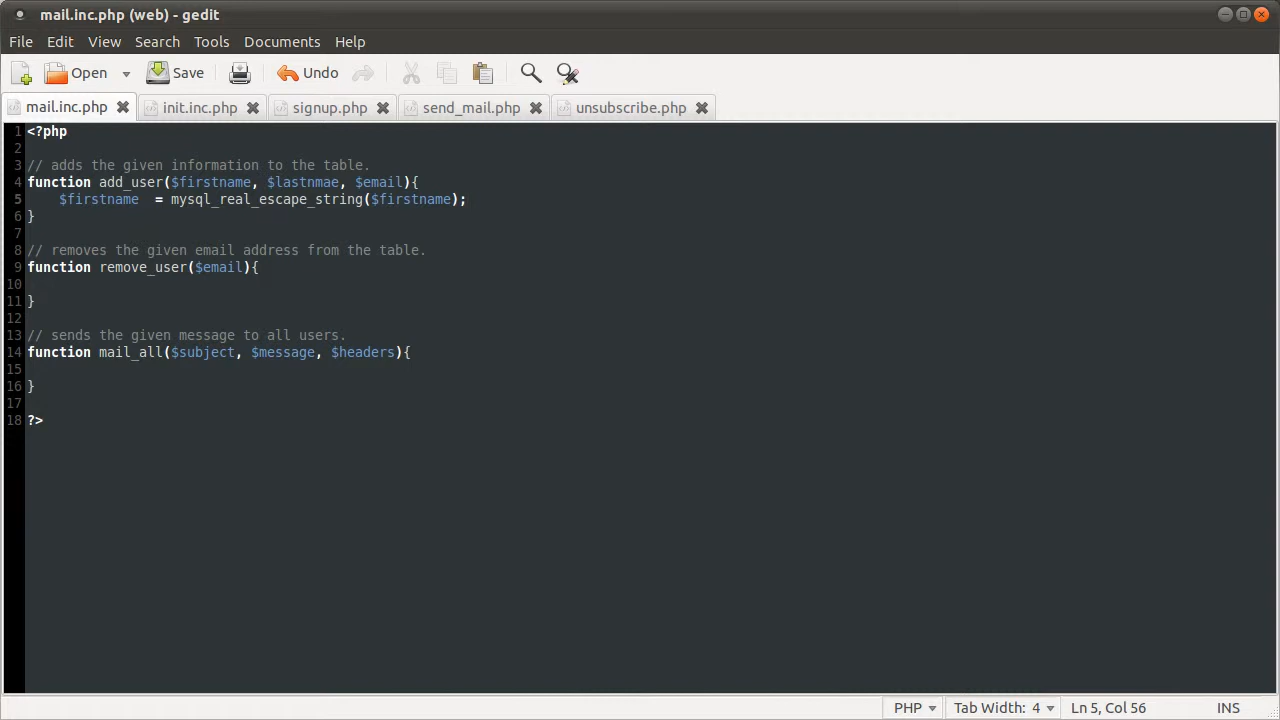 mail.inc.php (web) - gedit
File Edit View Search Tools Documents Help
Open Save Undo
mail.inc.php init.inc.php signup.php send_mail.php unsubscribe.php
1 <?php
2
3 // adds the given information to the table.
4 function add_user($firstname, $lastnmae, $email){
5     $firstname  = mysql_real_escape_string($firstname);
6 }
7
8 // removes the given email address from the table.
9 function remove_user($email){
10
11 }
12
13 // sends the given message to all users.
14 function mail_all($subject, $message, $headers){
15
16 }
17
18 ?>
PHP Tab Width: 4 Ln 5, Col 56 INS